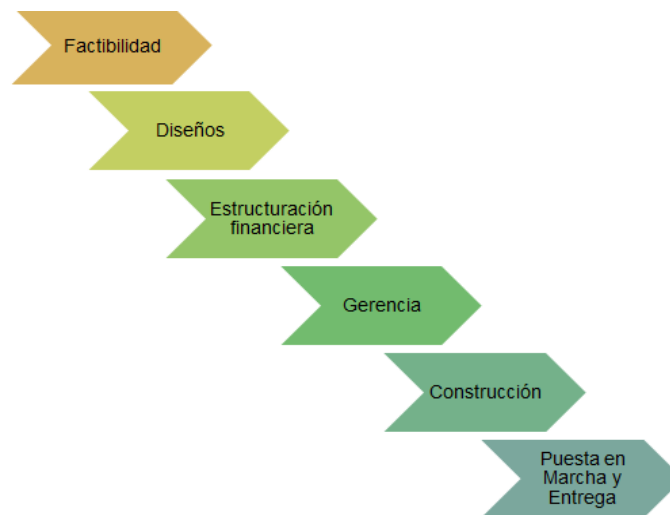 Factibilidad
Diseños
Estructuración
financiera
Gerencia
Construcción
Puesta en
Marcha y
Entrega